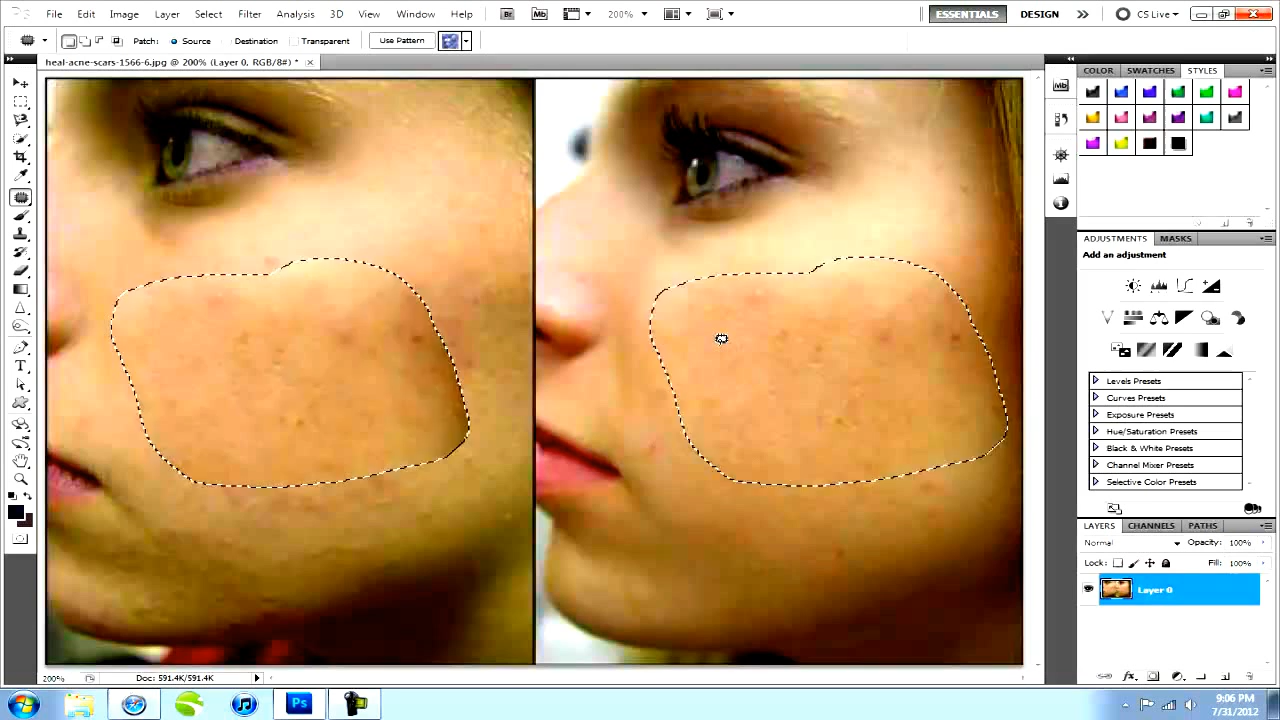 File Edit Image Layer Select Filter Analysis 3D View Window Help Br Mb 200% ESSENTIALS DESIGN CS Live
Patch: Source Destination Transparent Use Pattern
heal-acne-scars-1566-6.jpg @ 200% (Layer 0, RGB/8#) *
COLOR SWATCHES STYLES
Mb
ADJUSTMENTS MASKS
Add an adjustment
Levels Presets
Curves Presets
Exposure Presets
Hue/Saturation Presets
Black & White Presets
Channel Mixer Presets
Selective Color Presets
LAYERS CHANNELS PATHS
Normal Opacity: 100%
Lock: Fill: 100%
Layer 0
200% Doc: 591.4K/591.4K
Ps
9:06 PM
7/31/2012